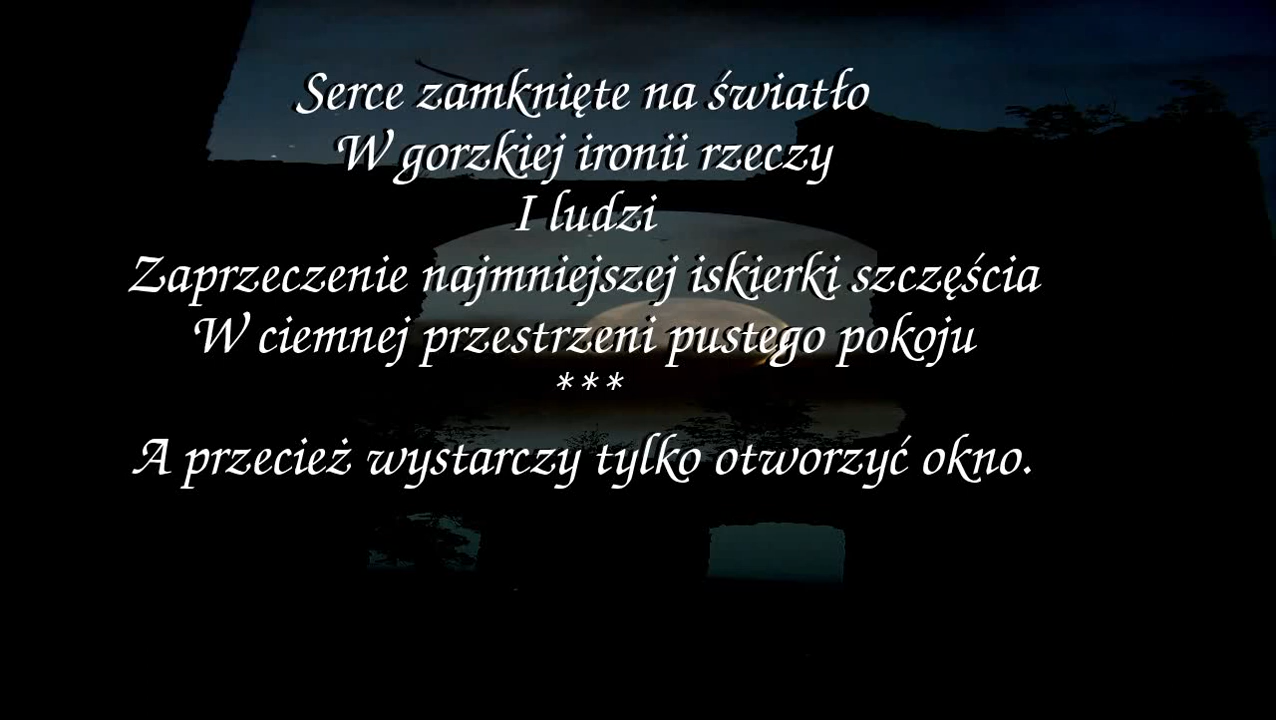 Serce zamknięte na światło
W gorzkiej ironii rzeczy
I ludzi
Zaprzeczenie najmniejszej iskierki szczęścia
W ciemnej przestrzeni pustego pokoju
***
A przecież wystarczy tylko otworzyć okno.